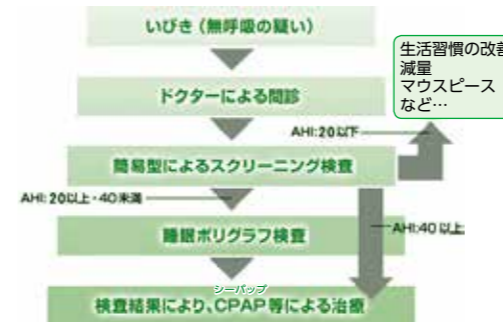 いびき（無呼吸の疑い）
生活習慣の改善
減量
マウスピース
など…
ドクターによる問診
AHI:20以下
簡易型によるスクリーニング検査
AHI:20以上・40未満
AHI:40以上
睡眠ポリグラフ検査
シーパップ
検査結果により、CPAP等による治療